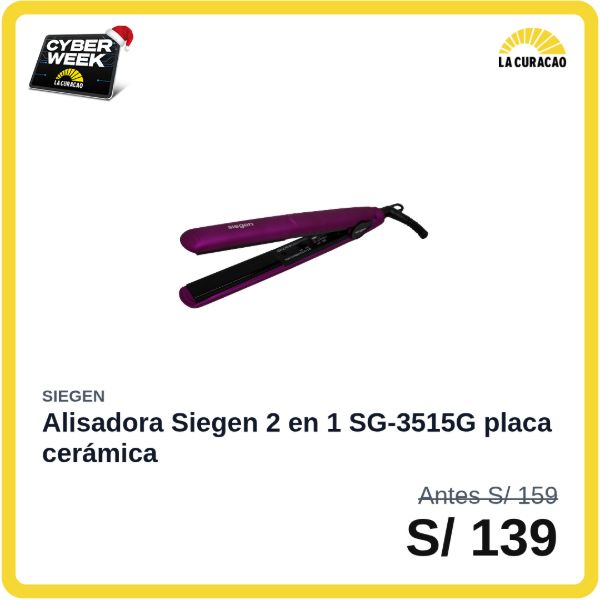 CYBER
WEEK
LA CURACAO
LA CURACAO
siegen
SIEGEN
Alisadora Siegen 2 en 1 SG-3515G placa
cerámica
Antes S/ 159
S/ 139